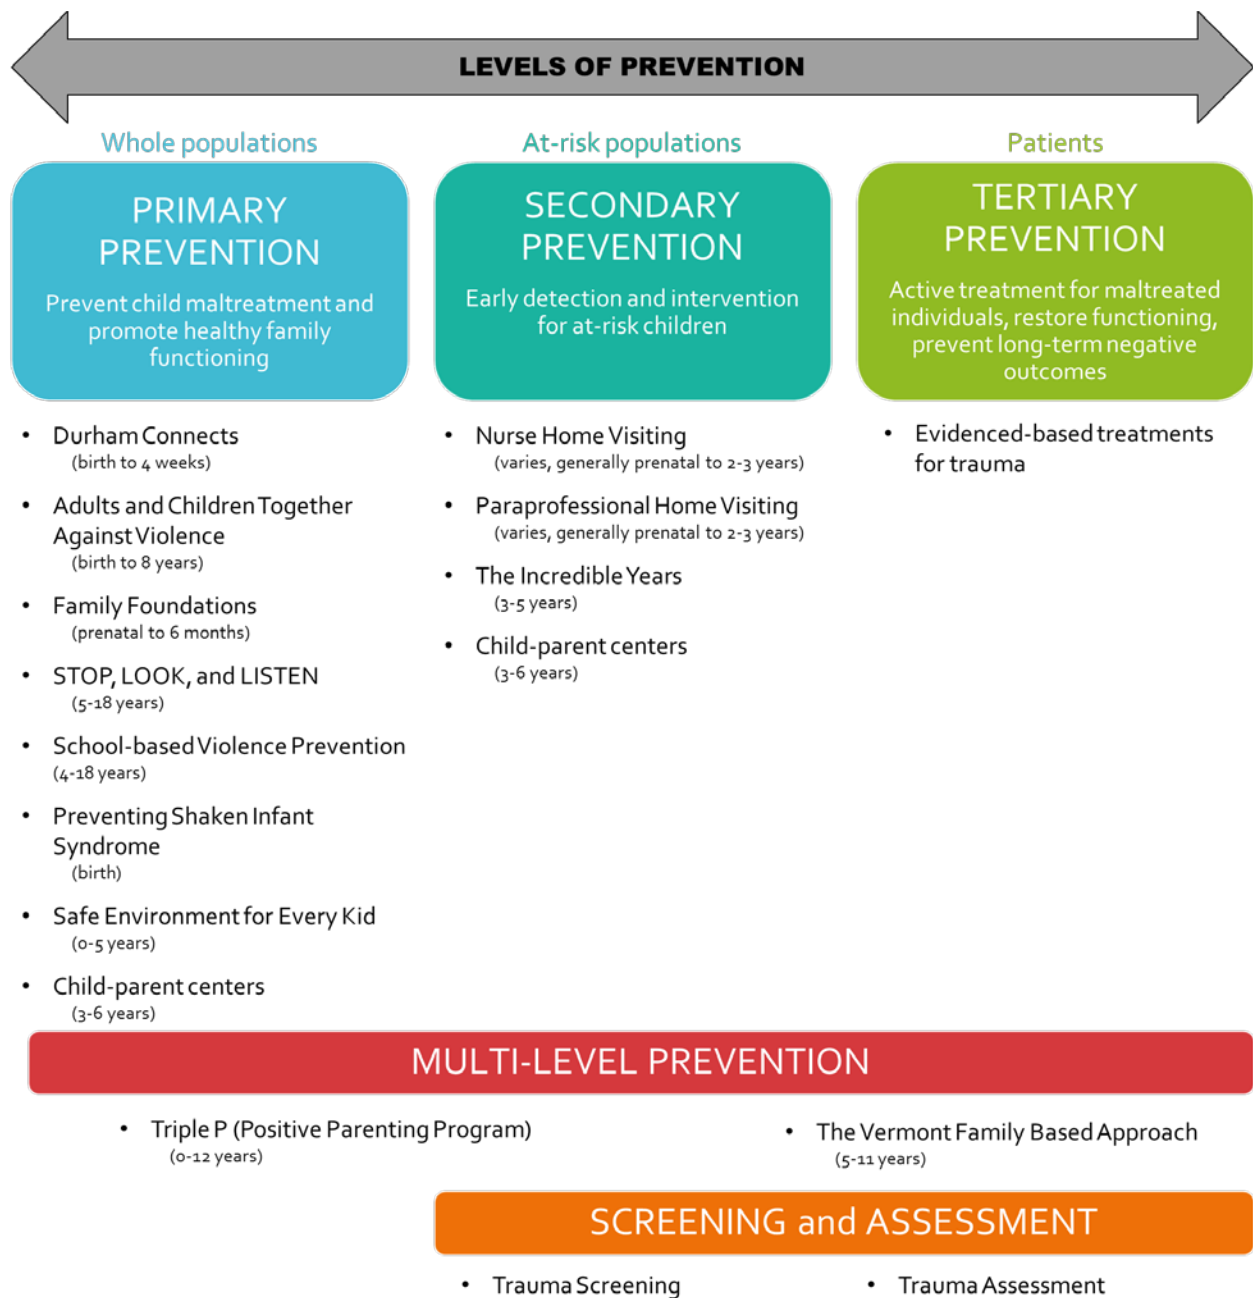 LEVELS OF PREVENTION
Whole populations
PRIMARY
PREVENTION
Prevent child maltreatment and
promote healthy family
functioning
At-risk populations
SECONDARY
PREVENTION
Early detection and intervention
for at-risk children
Patients
TERTIARY
PREVENTION
Active treatment for maltreated
individuals, restore functioning,
prevent long-term negative
outcomes
• Durham Connects
(birth to 4 weeks)
• Adults and Children Together
Against Violence
(birth to 8 years)
• Family Foundations
(prenatal to 6 months)
• STOP, LOOK, and LISTEN
(5-18 years)
• School-based Violence Prevention
(4-18 years)
• Preventing Shaken Infant
Syndrome
(birth)
• Safe Environment for Every Kid
(0-5 years)
• Child-parent centers
(3-6 years)
• Nurse Home Visiting
(varies, generally prenatal to 2-3 years)
• Paraprofessional Home Visiting
(varies, generally prenatal to 2-3 years)
• The Incredible Years
(3-5 years)
• Child-parent centers
(3-6 years)
• Evidenced-based treatments
for trauma
MULTI-LEVEL PREVENTION
• Triple P (Positive Parenting Program)
(0-12 years)
• The Vermont Family Based Approach
(5-11 years)
SCREENING and ASSESSMENT
• Trauma Screening
• Trauma Assessment